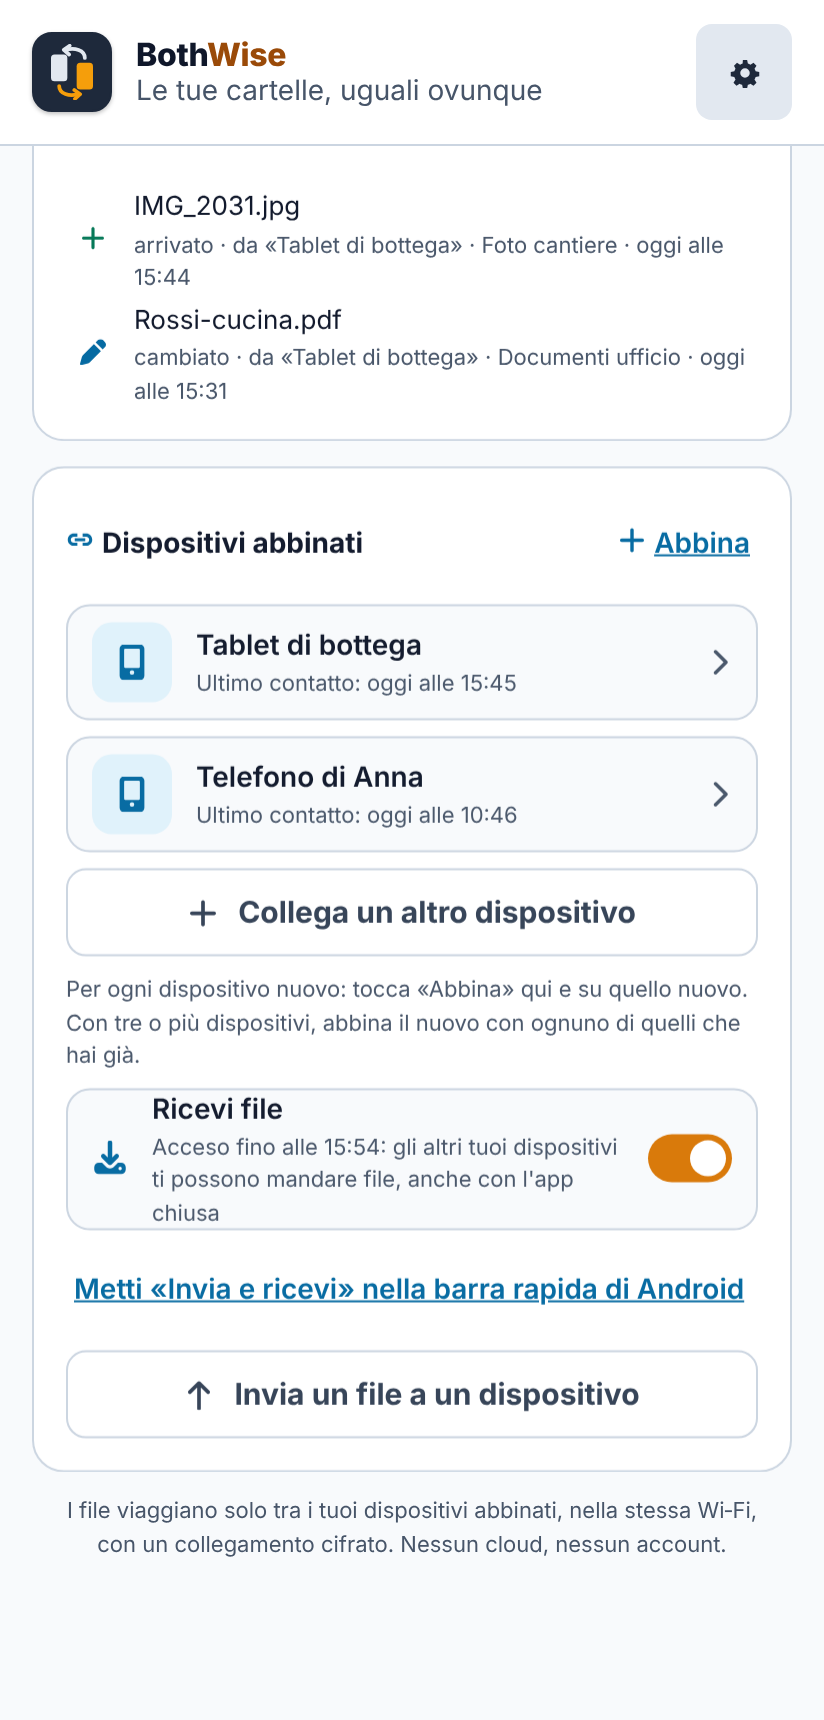 BothWise
Le tue cartelle, uguali ovunque
IMG_2031.jpg
arrivato · da «Tablet di bottega» · Foto cantiere · oggi alle
15:44
Rossi-cucina.pdf
cambiato · da «Tablet di bottega» · Documenti ufficio · oggi
alle 15:31
Dispositivi abbinati
Abbina
Tablet di bottega
Ultimo contatto: oggi alle 15:45
Telefono di Anna
Ultimo contatto: oggi alle 10:46
Collega un altro dispositivo
Per ogni dispositivo nuovo: tocca «Abbina» qui e su quello nuovo.
Con tre o più dispositivi, abbina il nuovo con ognuno di quelli che
hai già.
Ricevi file
Acceso fino alle 15:54: gli altri tuoi dispositivi
ti possono mandare file, anche con l'app
chiusa
Metti «Invia e ricevi» nella barra rapida di Android
Invia un file a un dispositivo
I file viaggiano solo tra i tuoi dispositivi abbinati, nella stessa Wi-Fi,
con un collegamento cifrato. Nessun cloud, nessun account.